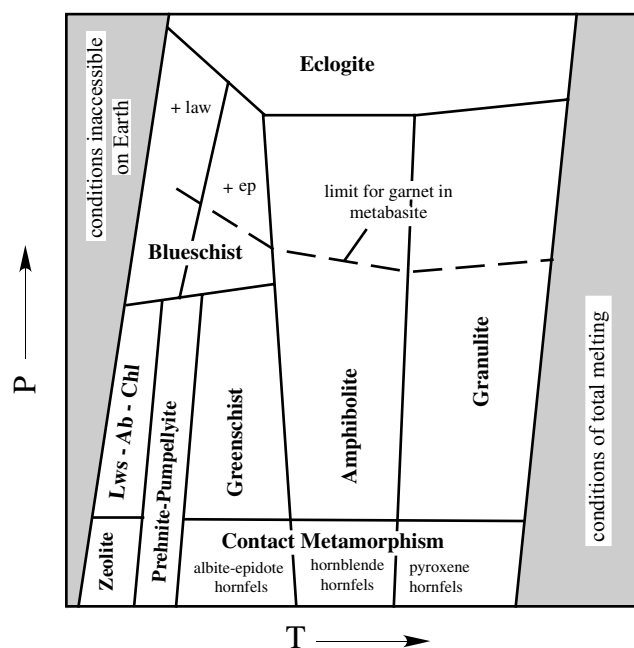 Eclogite
conditions inaccessible
on Earth
+ law
+ ep
limit for garnet in
metabasite
Blueschist
P
Lws - Ab - Chl
Prehnite-Pumpellyite
Greenschist
Amphibolite
Granulite
conditions of total melting
Zeolite
Contact Metamorphism
albite-epidote
hornfels
hornblende
hornfels
pyroxene
hornfels
T